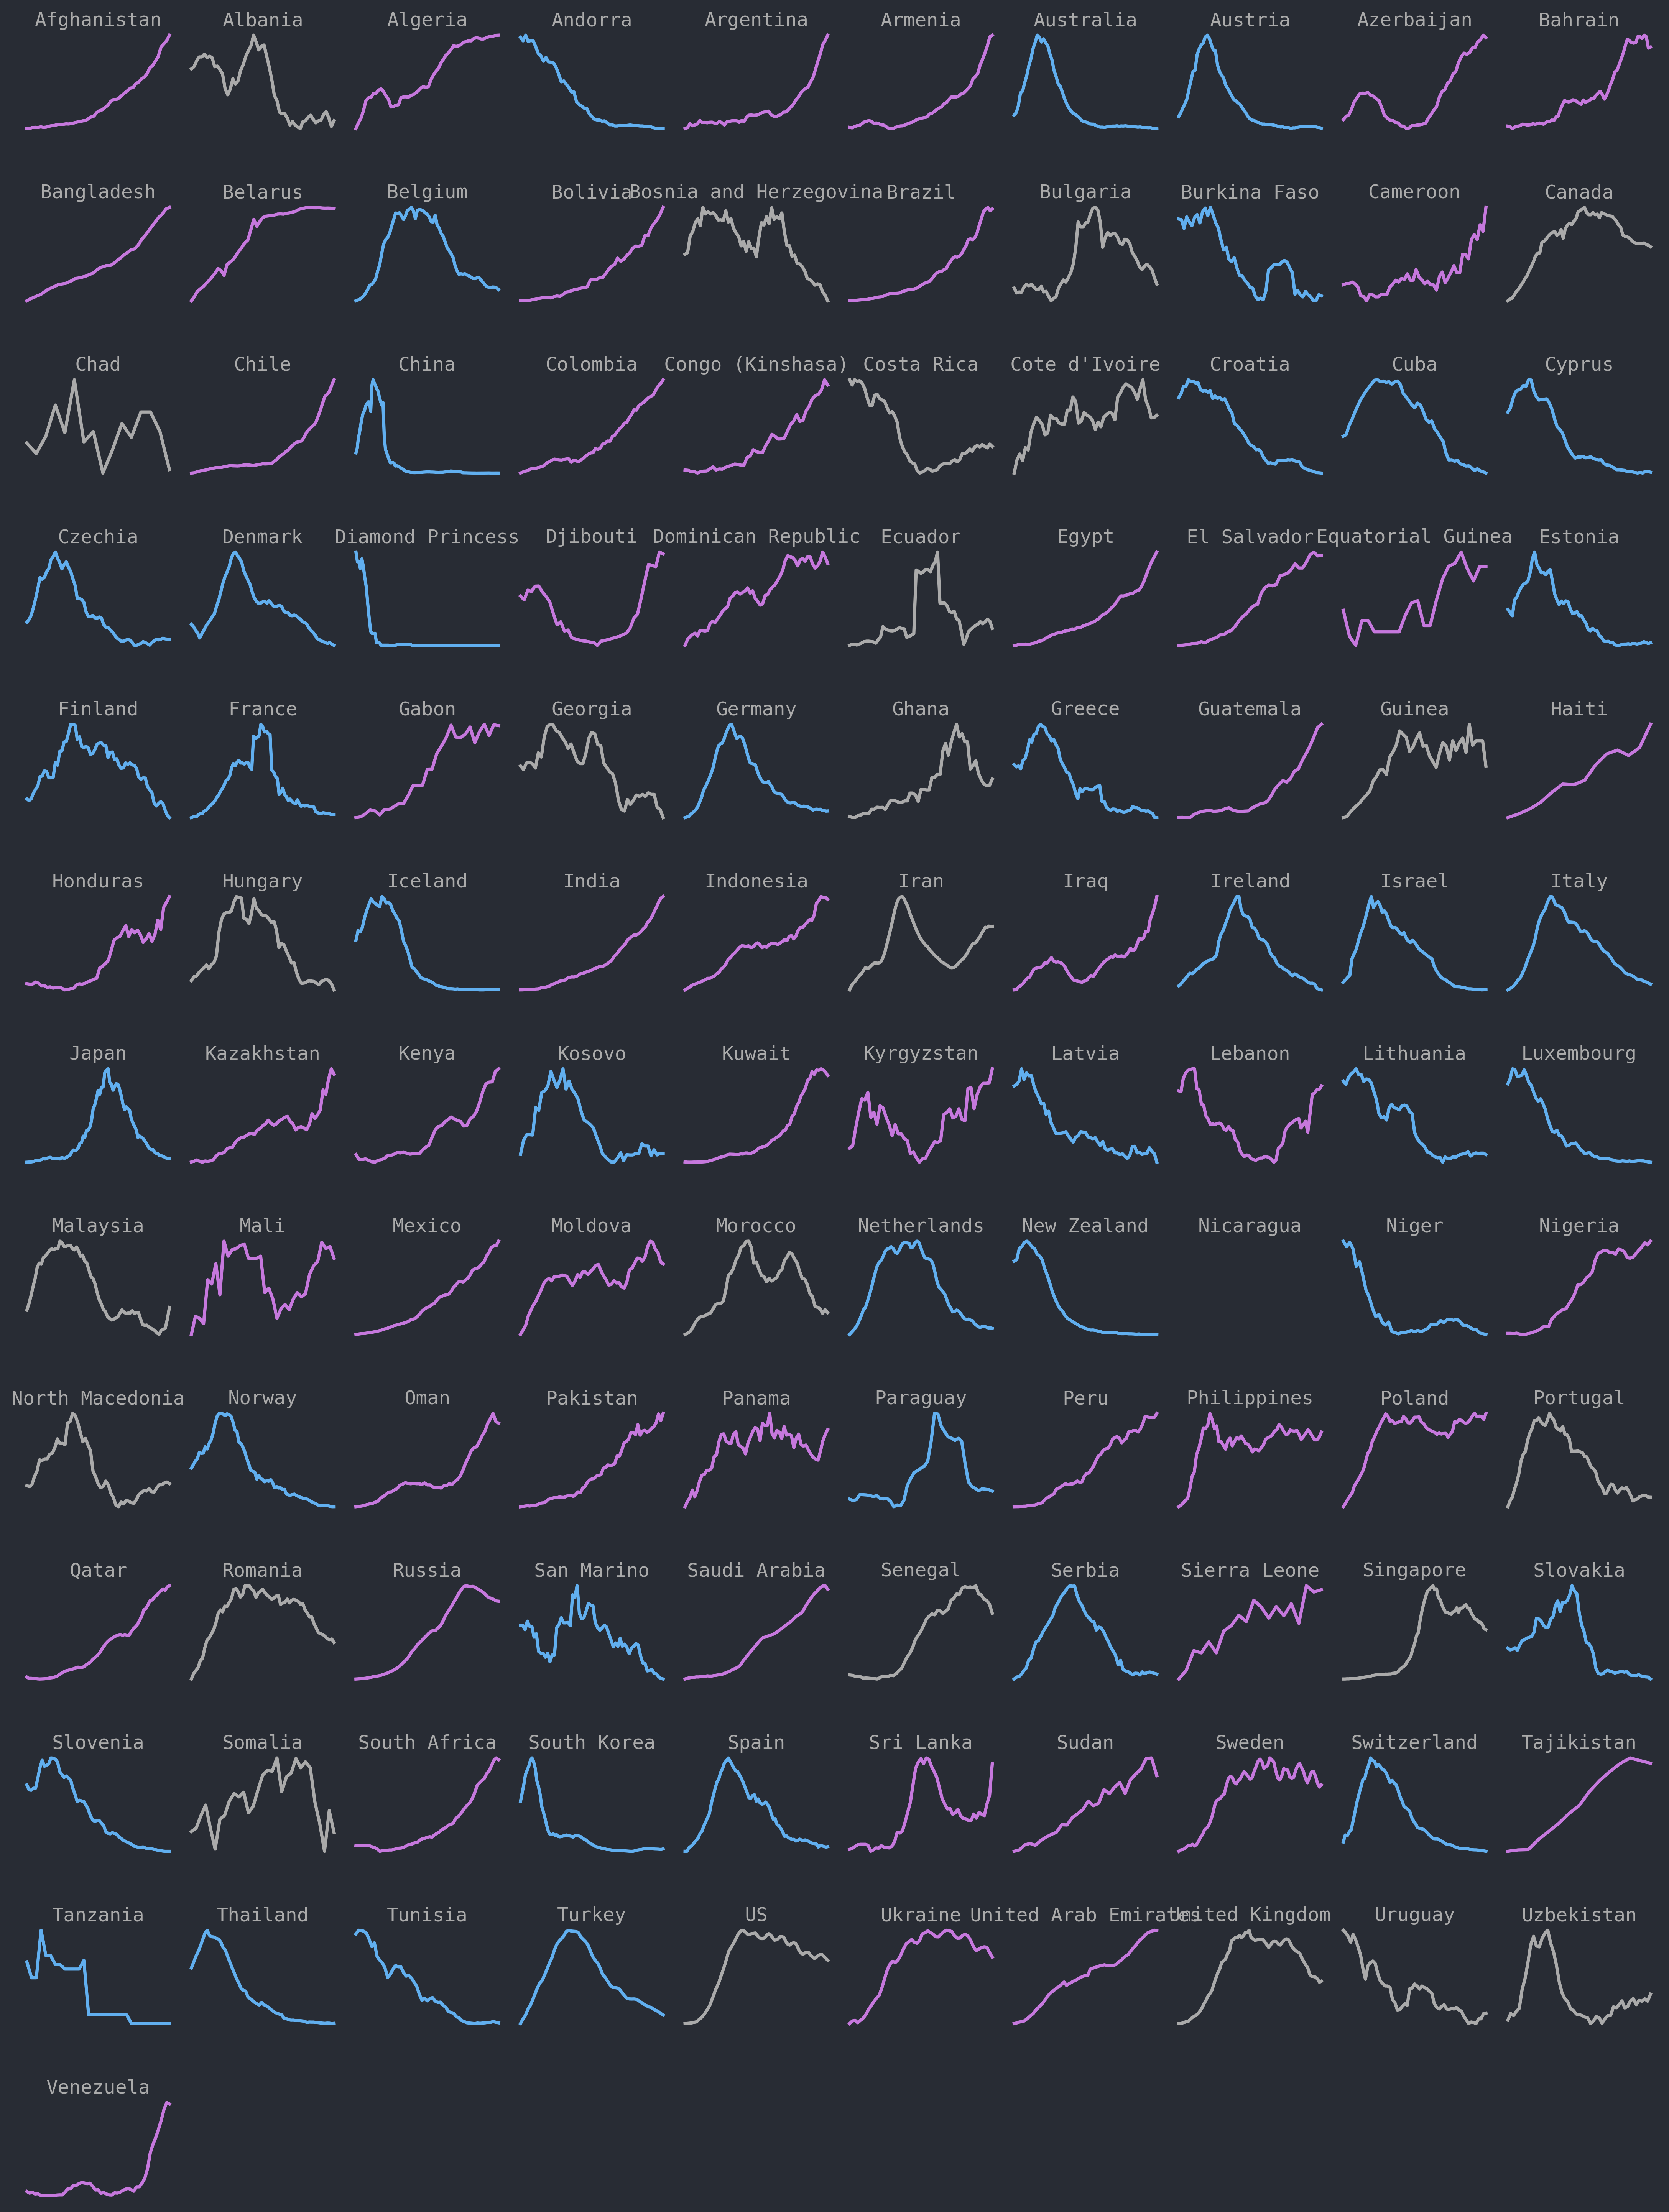 Afghanistan Albania Algeria Andorra Argentina Armenia Australia Austria Azerbaijan Bahrain
Bangladesh Belarus Belgium Bolivia Bosnia and Herzegovina Brazil Bulgaria Burkina Faso Cameroon Canada
Chad Chile China Colombia Congo (Kinshasa) Costa Rica Cote d'Ivoire Croatia Cuba Cyprus
Czechia Denmark Diamond Princess Djibouti Dominican Republic Ecuador Egypt El Salvador Equatorial Guinea Estonia
Finland France Gabon Georgia Germany Ghana Greece Guatemala Guinea Haiti
Honduras Hungary Iceland India Indonesia Iran Iraq Ireland Israel Italy
Japan Kazakhstan Kenya Kosovo Kuwait Kyrgyzstan Latvia Lebanon Lithuania Luxembourg
Malaysia Mali Mexico Moldova Morocco Netherlands New Zealand Nicaragua Niger Nigeria
North Macedonia Norway Oman Pakistan Panama Paraguay Peru Philippines Poland Portugal
Qatar Romania Russia San Marino Saudi Arabia Senegal Serbia Sierra Leone Singapore Slovakia
Slovenia Somalia South Africa South Korea Spain Sri Lanka Sudan Sweden Switzerland Tajikistan
Tanzania Thailand Tunisia Turkey US Ukraine United Arab Emirates United Kingdom Uruguay Uzbekistan
Venezuela